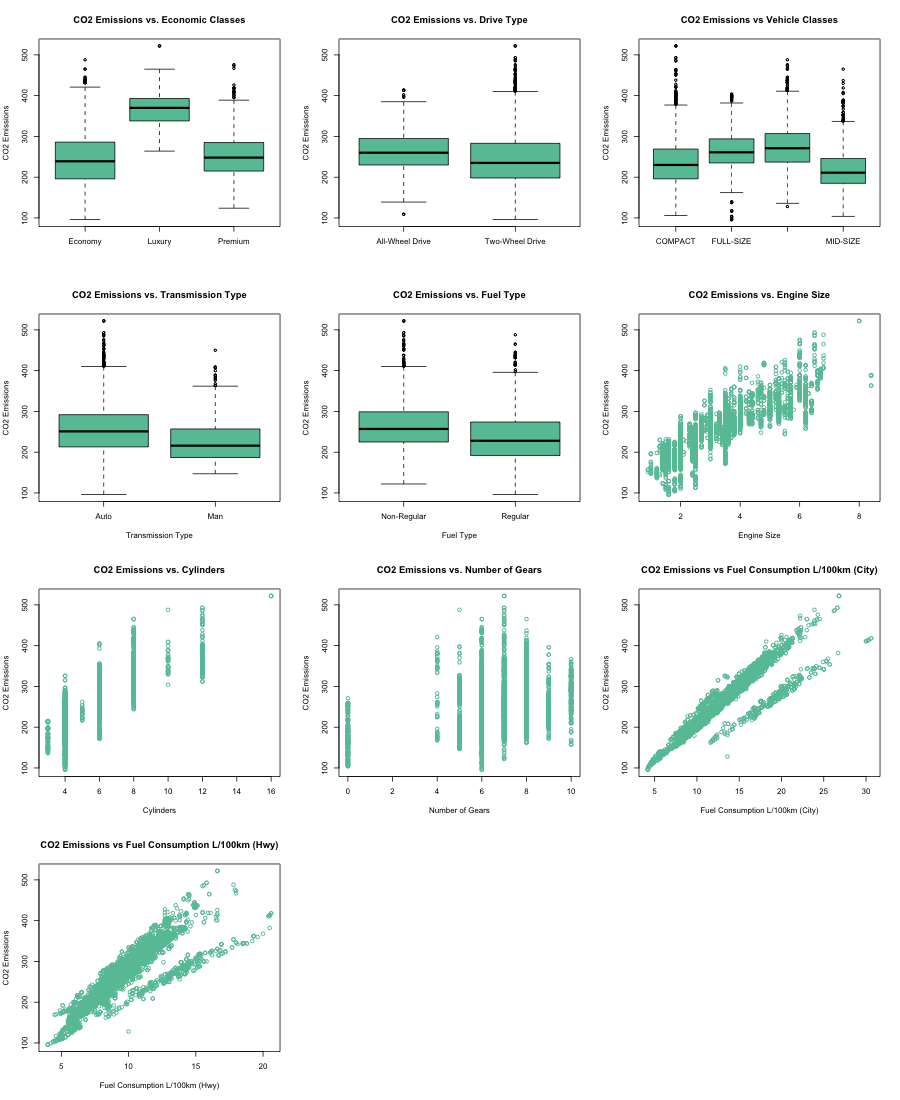 CO2 Emissions vs. Economic Classes
CO2 Emissions
500
400
300
200
100
Economy Luxury Premium
CO2 Emissions vs. Drive Type
CO2 Emissions
500
400
300
200
100
All-Wheel Drive Two-Wheel Drive
CO2 Emissions vs Vehicle Classes
CO2 Emissions
500
400
300
200
100
COMPACT FULL-SIZE MID-SIZE
CO2 Emissions vs. Transmission Type
CO2 Emissions
500
400
300
200
100
Auto Man
Transmission Type
CO2 Emissions vs. Fuel Type
CO2 Emissions
500
400
300
200
100
Non-Regular Regular
Fuel Type
CO2 Emissions vs. Engine Size
CO2 Emissions
500
400
300
200
100
2 4 6 8
Engine Size
CO2 Emissions vs. Cylinders
CO2 Emissions
500
400
300
200
100
4 6 8 10 12 14 16
Cylinders
CO2 Emissions vs. Number of Gears
CO2 Emissions
500
400
300
200
100
0 2 4 6 8 10
Number of Gears
CO2 Emissions vs Fuel Consumption L/100km (City)
CO2 Emissions
500
400
300
200
100
5 10 15 20 25 30
Fuel Consumption L/100km (City)
CO2 Emissions vs Fuel Consumption L/100km (Hwy)
CO2 Emissions
500
400
300
200
100
5 10 15 20
Fuel Consumption L/100km (Hwy)